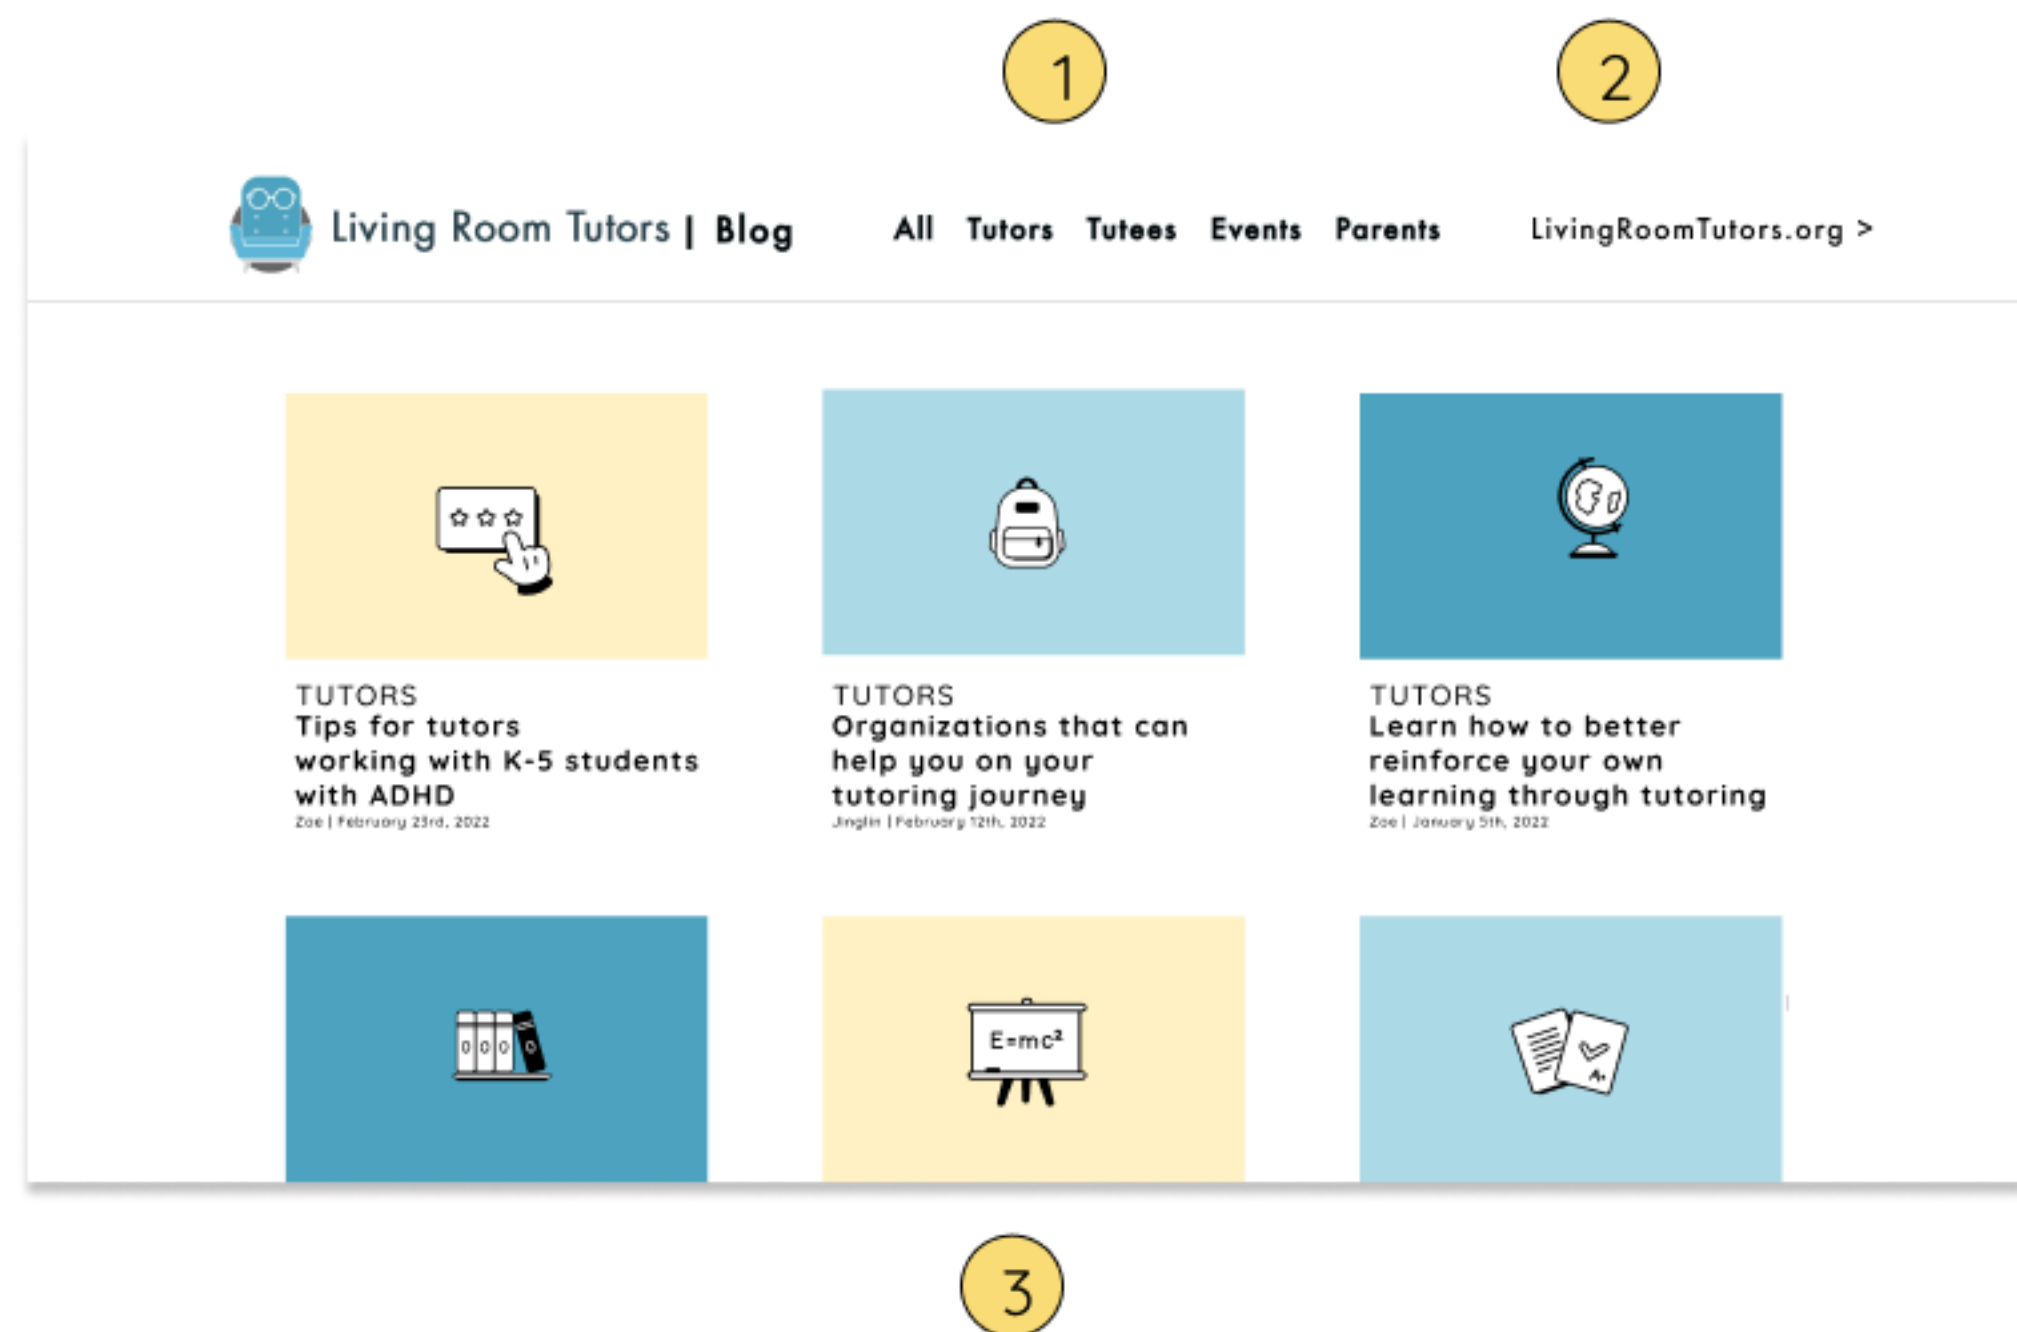 1
2
Living Room Tutors | Blog
All Tutors Tutees Events Parents
LivingRoomTutors.org >
TUTORS
Tips for tutors
working with K-5 students
with ADHD
Zoe | February 23rd, 2022
TUTORS
Organizations that can
help you on your
tutoring journey
Jinglin | February 12th, 2022
TUTORS
Learn how to better
reinforce your own
learning through tutoring
Zoe | January 5th, 2022
E=mc²
A+
3